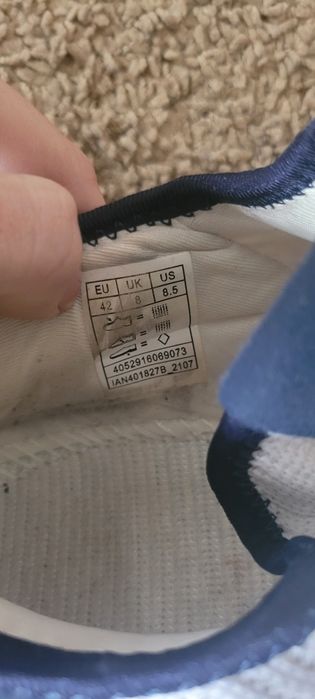 EU UK US
42 8 8.5
=
=
4052916069073
IAN401827B_2107